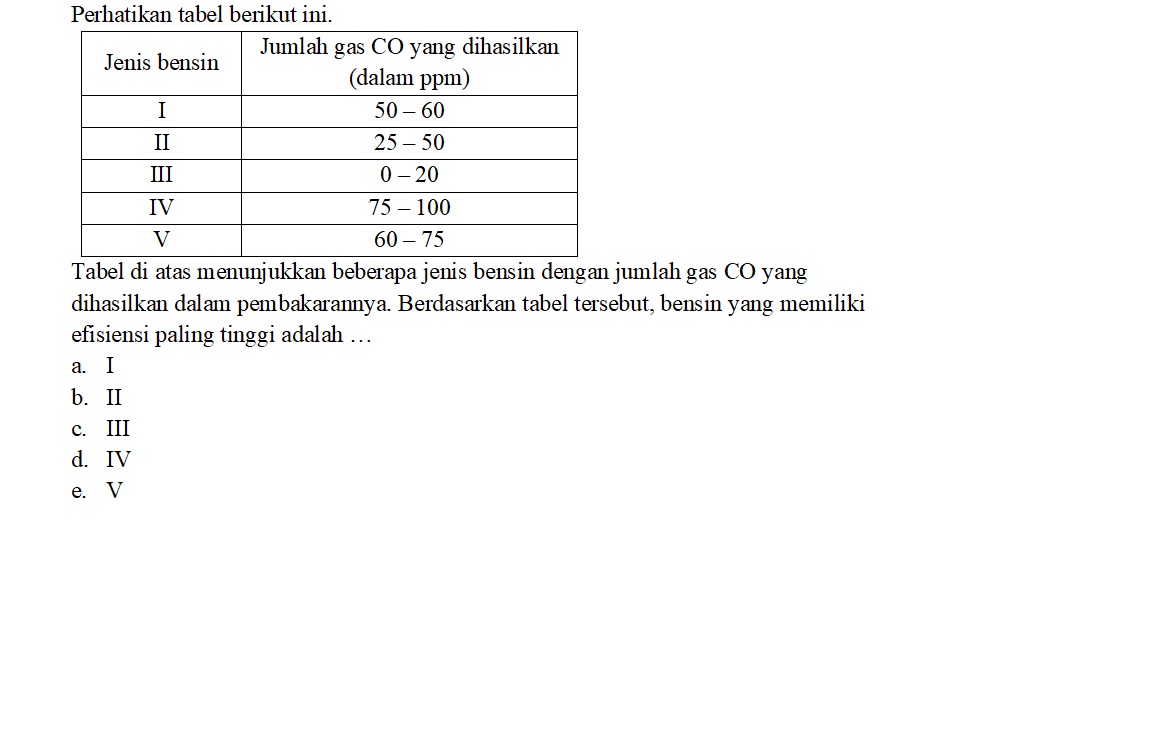 Perhatikan tabel berikut ini.
Jenis bensin
Jumlah gas CO yang dihasilkan
(dalam ppm)
I 50 – 60
II 25 – 50
III 0 – 20
IV 75 – 100
V 60 – 75
Tabel di atas menunjukkan beberapa jenis bensin dengan jumlah gas CO yang
dihasilkan dalam pembakarannya. Berdasarkan tabel tersebut, bensin yang memiliki
efisiensi paling tinggi adalah …
a. I
b. II
c. III
d. IV
e. V